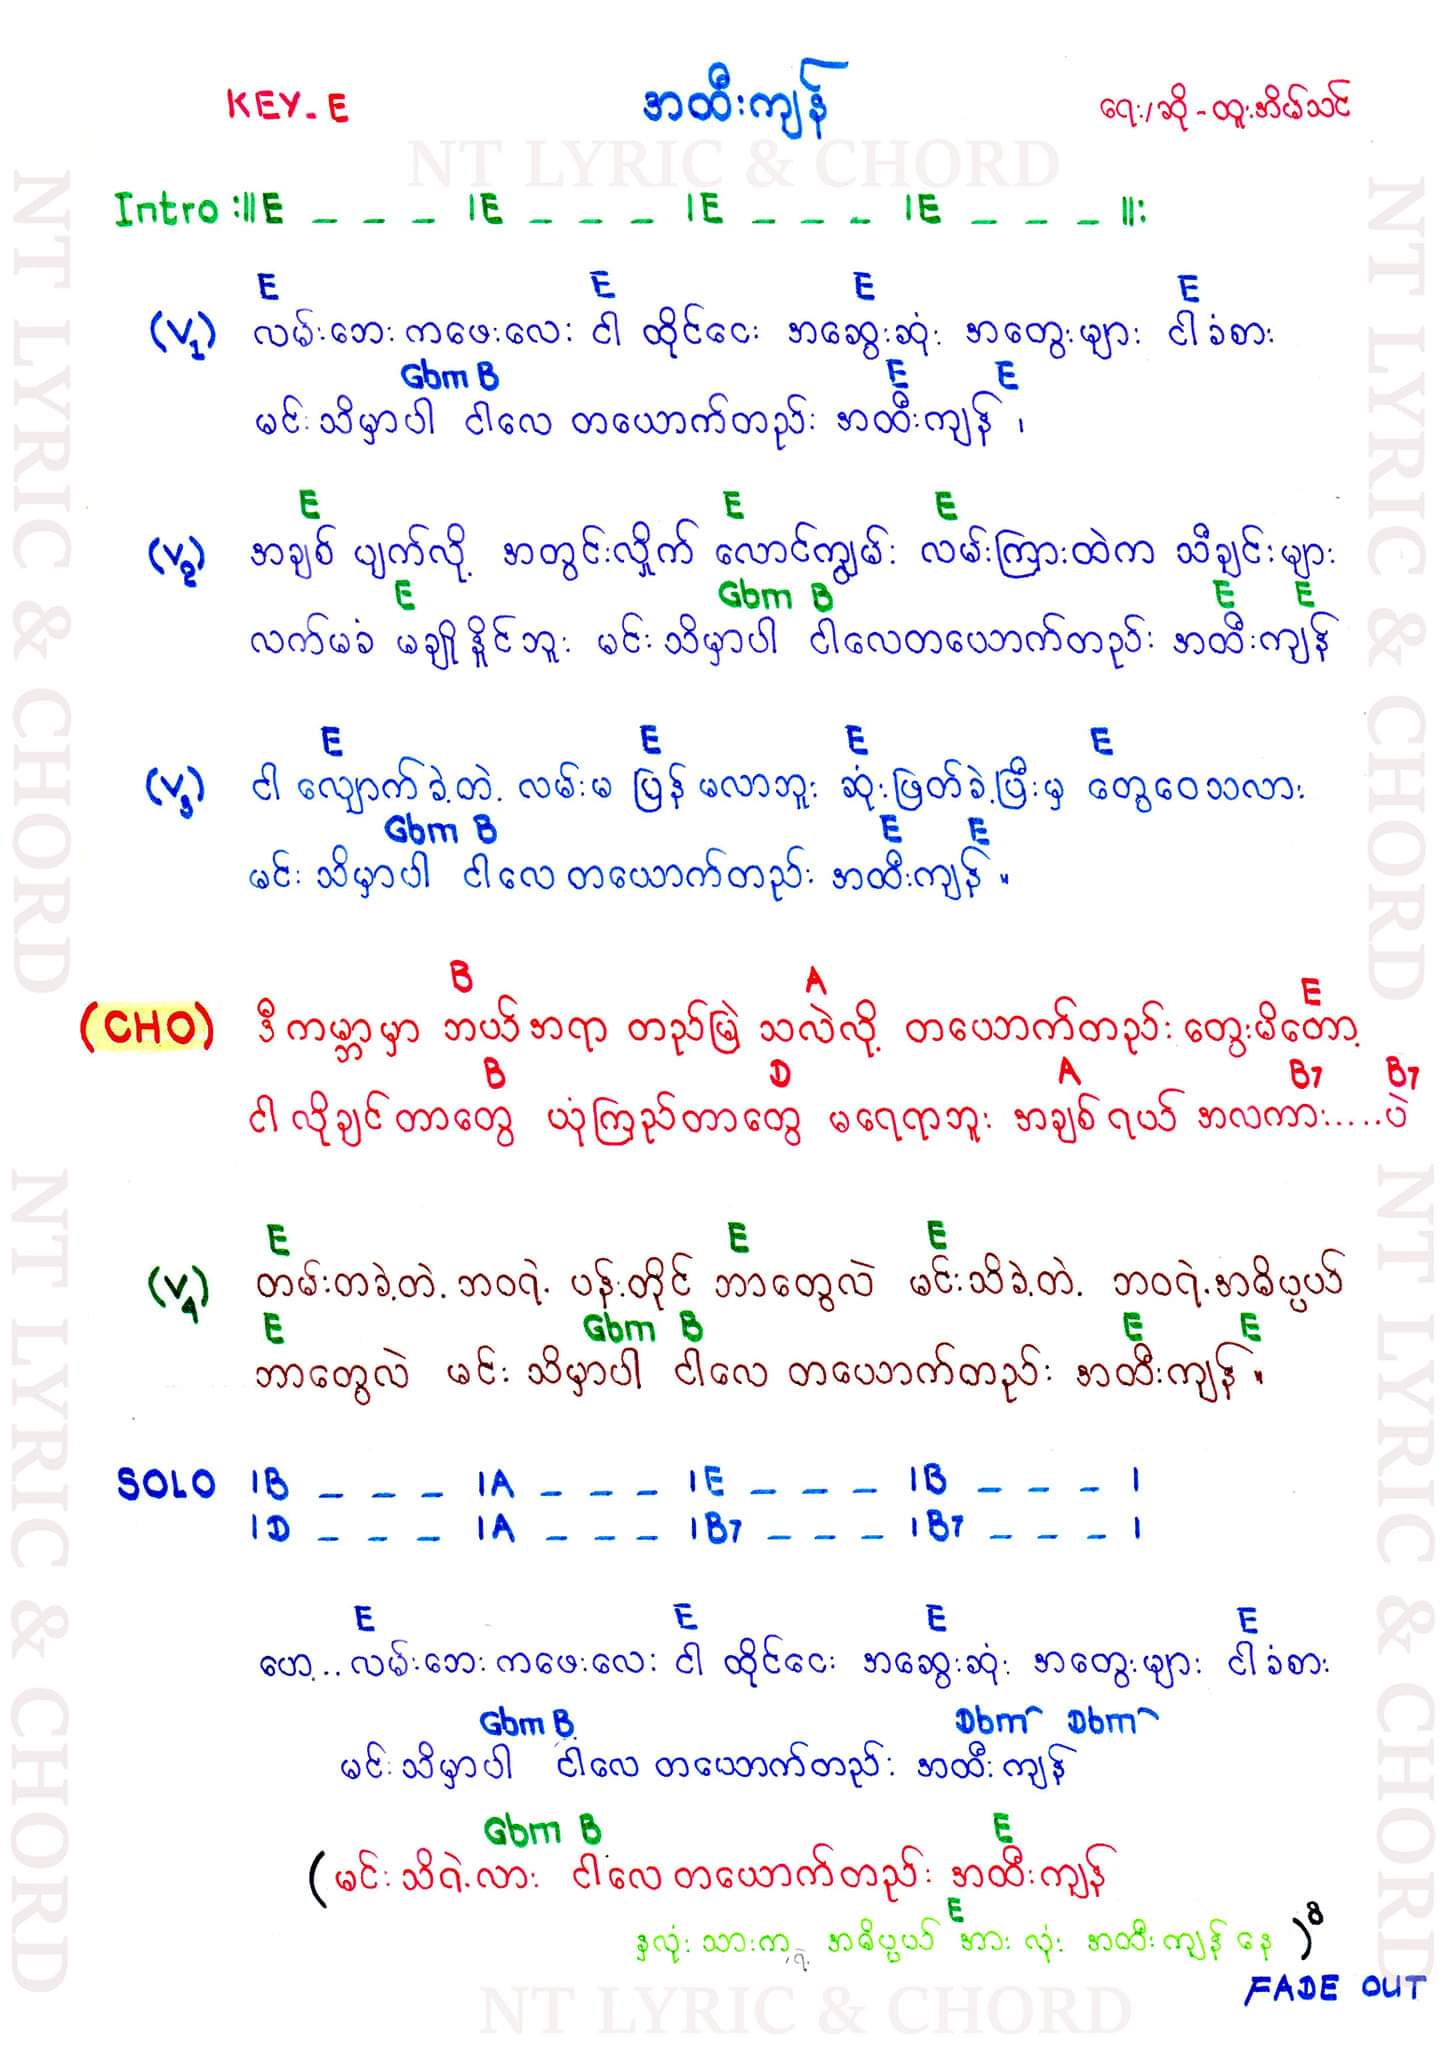 KEY - E
အထီးကျန်
ရေး/ဆို - ထူးအိမ်သင်
NT LYRIC & CHORD
Intro :||E _ _ _ |E _ _ _ |E _ _ _ |E _ _ _ ||:
E E E E
(V1) လမ်းဘေး ကဖေးလေး ငါ ထိုင်ငေး အဆွေးဆုံး အတွေးများ ငါ ခံစား
Gbm B E E
မင်း သိမှာပါ ငါလေ တယောက်တည်း အထီးကျန် ၊
E E E
(V2) အချစ် ပျက်လို့ အတွင်းလှိုက် လောင်ကျွမ်း လမ်းကြားထဲက သီချင်းများ
E Gbm B E E
လက်မခံ မချိုနိုင်ဘူး မင်း သိမှာပါ ငါလေတယောက်တည်း အထီးကျန်
E E E E
(V3) ငါ လျှောက်ခဲ့တဲ့ လမ်းမ ပြန် မလာဘူး ဆုံးဖြတ်ခဲ့ပြီးမှ တွေဝေသလား
Gbm B E E
မင်း သိမှာပါ ငါလေ တယောက်တည်း အထီးကျန် ။
B A E
(CHO) ဒီကမ္ဘာမှာ ဘယ်အရာ တည်မြဲ သလဲလို့ တယောက်တည်း တွေးမိတော့
B D A B7 B7
ငါ လိုချင်တာတွေ ယုံကြည်တာတွေ မရေရာဘူး အချစ်ရယ် အလကား.....ပဲ
E E E
(V4) တမ်းတခဲ့တဲ့ ဘဝရဲ့ ပန်းတိုင် ဘာတွေလဲ မင်းသိခဲ့တဲ့ ဘဝရဲ့အဓိပ္ပယ်
E Gbm B E E
ဘာတွေလဲ မင်း သိမှာပါ ငါလေ တယောက်တည်း အထီးကျန် ။
SOLO |B _ _ _ |A _ _ _ |E _ _ _ |B _ _ _ |
|D _ _ _ |A _ _ _ |B7 _ _ _ |B7 _ _ _ |
E E E E
ဟေ့... လမ်းဘေး ကဖေးလေး ငါ ထိုင်ငေး အဆွေးဆုံး အတွေးများ ငါ ခံစား
Gbm B Dbm Dbm
မင်း သိမှာပါ ငါလေ တယောက်တည်း အထီးကျန်
Gbm B E
(မင်း သိရဲ့လား ငါလေ တယောက်တည်း အထီးကျန်
E
နှလုံးသားက အဓိပ္ပယ် အားလုံး အထီးကျန်နေ )8
FADE OUT
NT LYRIC & CHORD
NT LYRIC & CHORD
NT LYRIC & CHORD
NT LYRIC & CHORD
NT LYRIC & CHORD